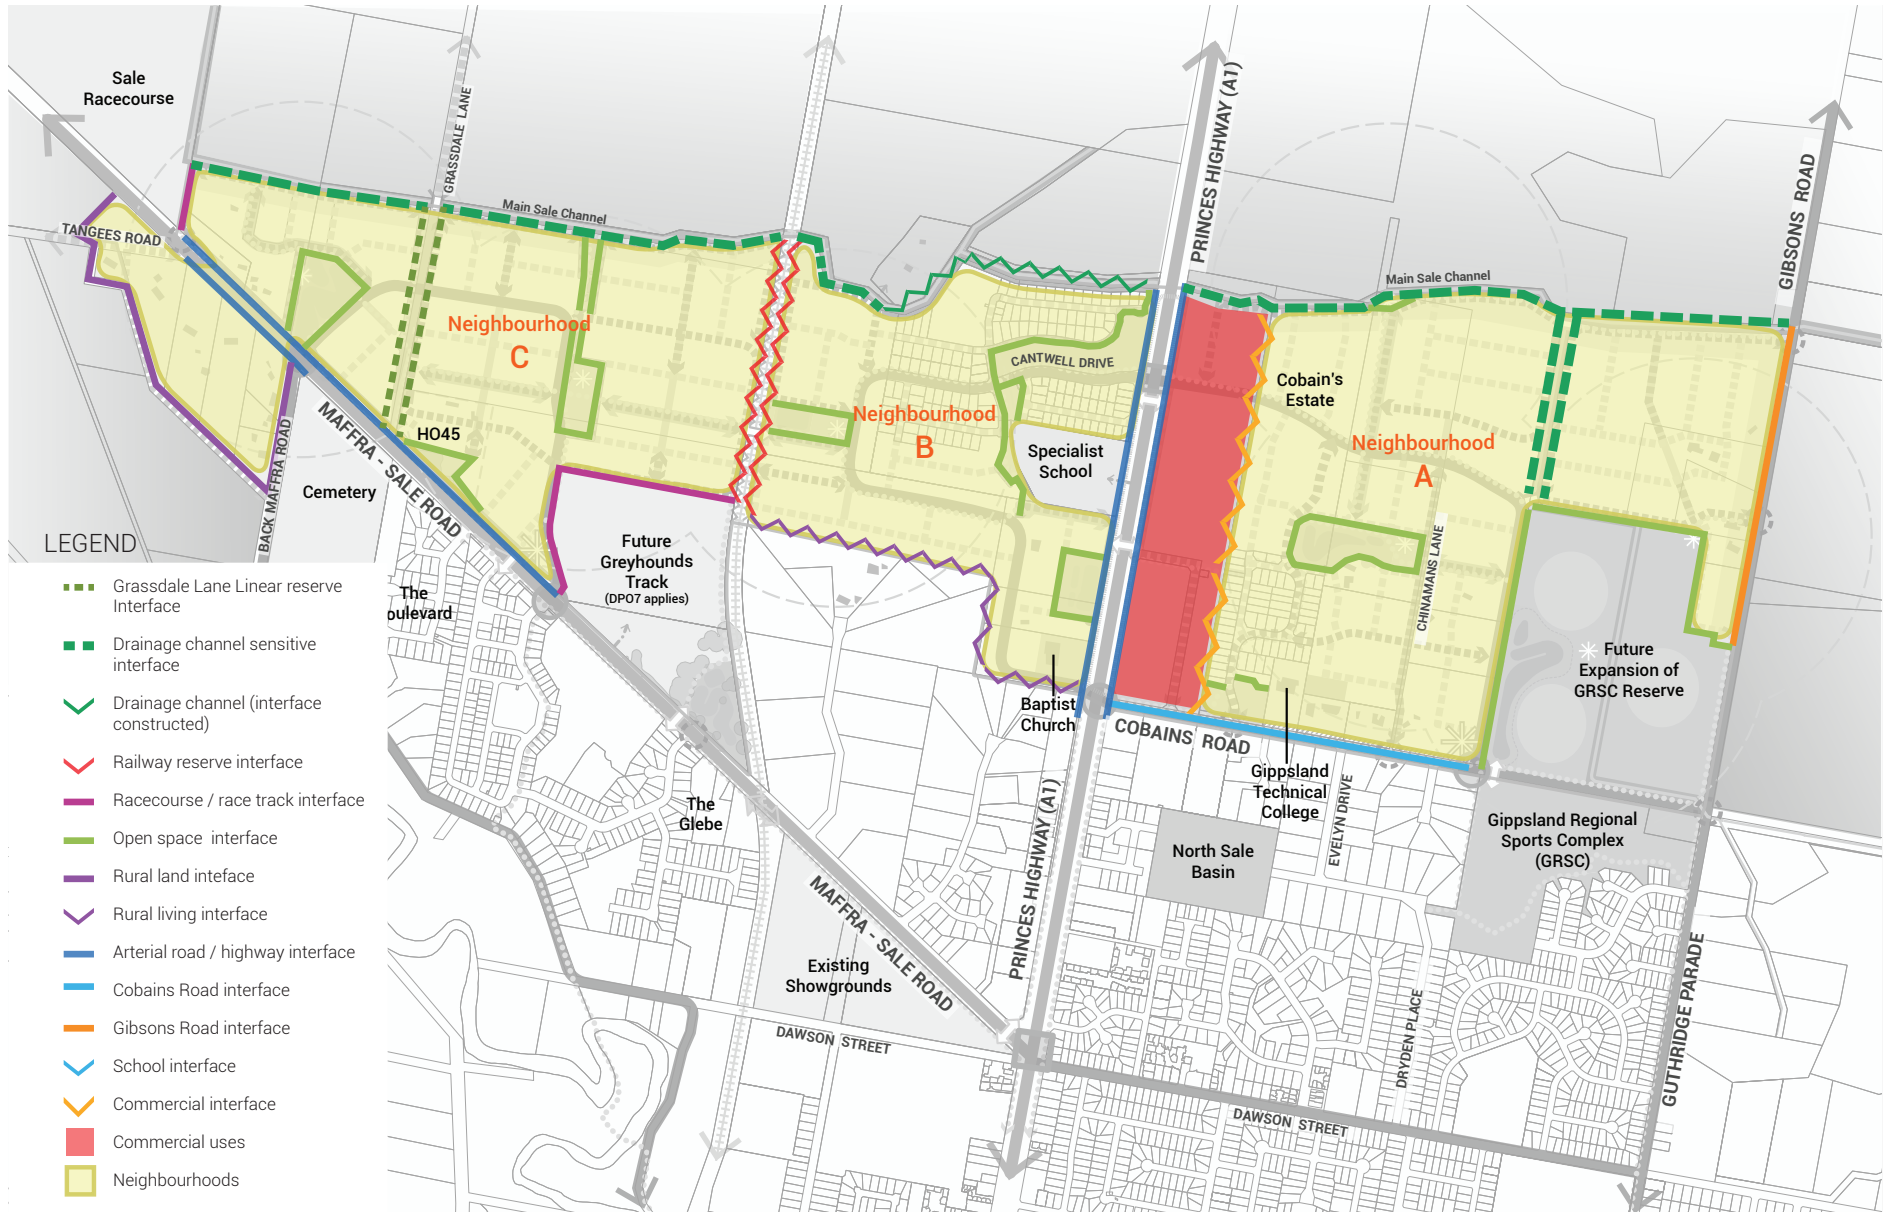 Sale
Racecourse
TANGEES ROAD
GRASSDALE LANE
Main Sale Channel
PRINCES HIGHWAY (A1)
Main Sale Channel
GIBSONS ROAD
Neighbourhood
C
CANTWELL DRIVE
Neighbourhood
B
Specialist
School
Cobain's
Estate
Neighbourhood
A
HO45
MAFFRA - SALE ROAD
BACK MAFFRA ROAD
Cemetery
CHINAMANS LANE
Future
Greyhounds
Track
(DPO7 applies)
The
oulevard
Future
Expansion of
GRSC Reserve
Baptist
Church
COBAINS ROAD
Gippsland
Technical
College
EVELYN DRIVE
The
Glebe
North Sale
Basin
Gippsland Regional
Sports Complex
(GRSC)
MAFFRA - SALE ROAD
PRINCES HIGHWAY (A1)
Existing
Showgrounds
DAWSON STREET
DRYDEN PLACE
GUTHRIDGE PARADE
DAWSON STREET
LEGEND
Grassdale Lane Linear reserve
Interface
Drainage channel sensitive
interface
Drainage channel (interface
constructed)
Railway reserve interface
Racecourse / race track interface
Open space interface
Rural land inteface
Rural living interface
Arterial road / highway interface
Cobains Road interface
Gibsons Road interface
School interface
Commercial interface
Commercial uses
Neighbourhoods